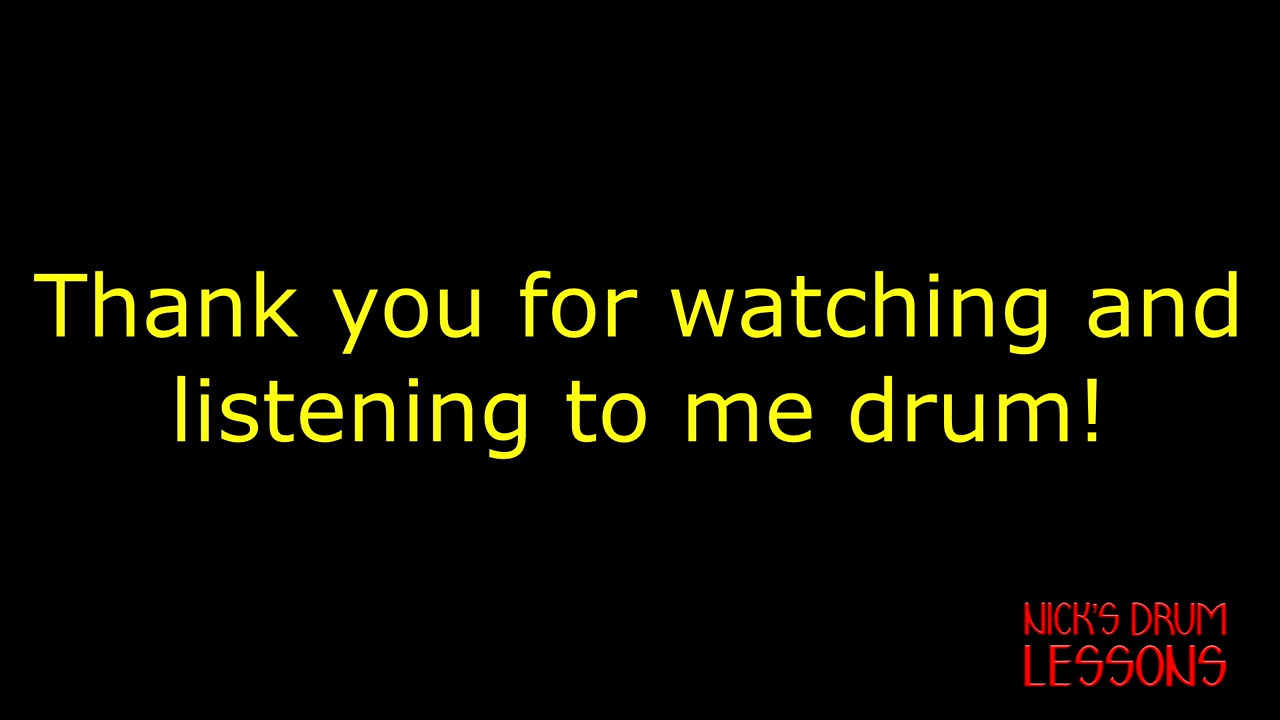 Thank you for watching and
listening to me drum!
NICK'S DRUM
LESSONS